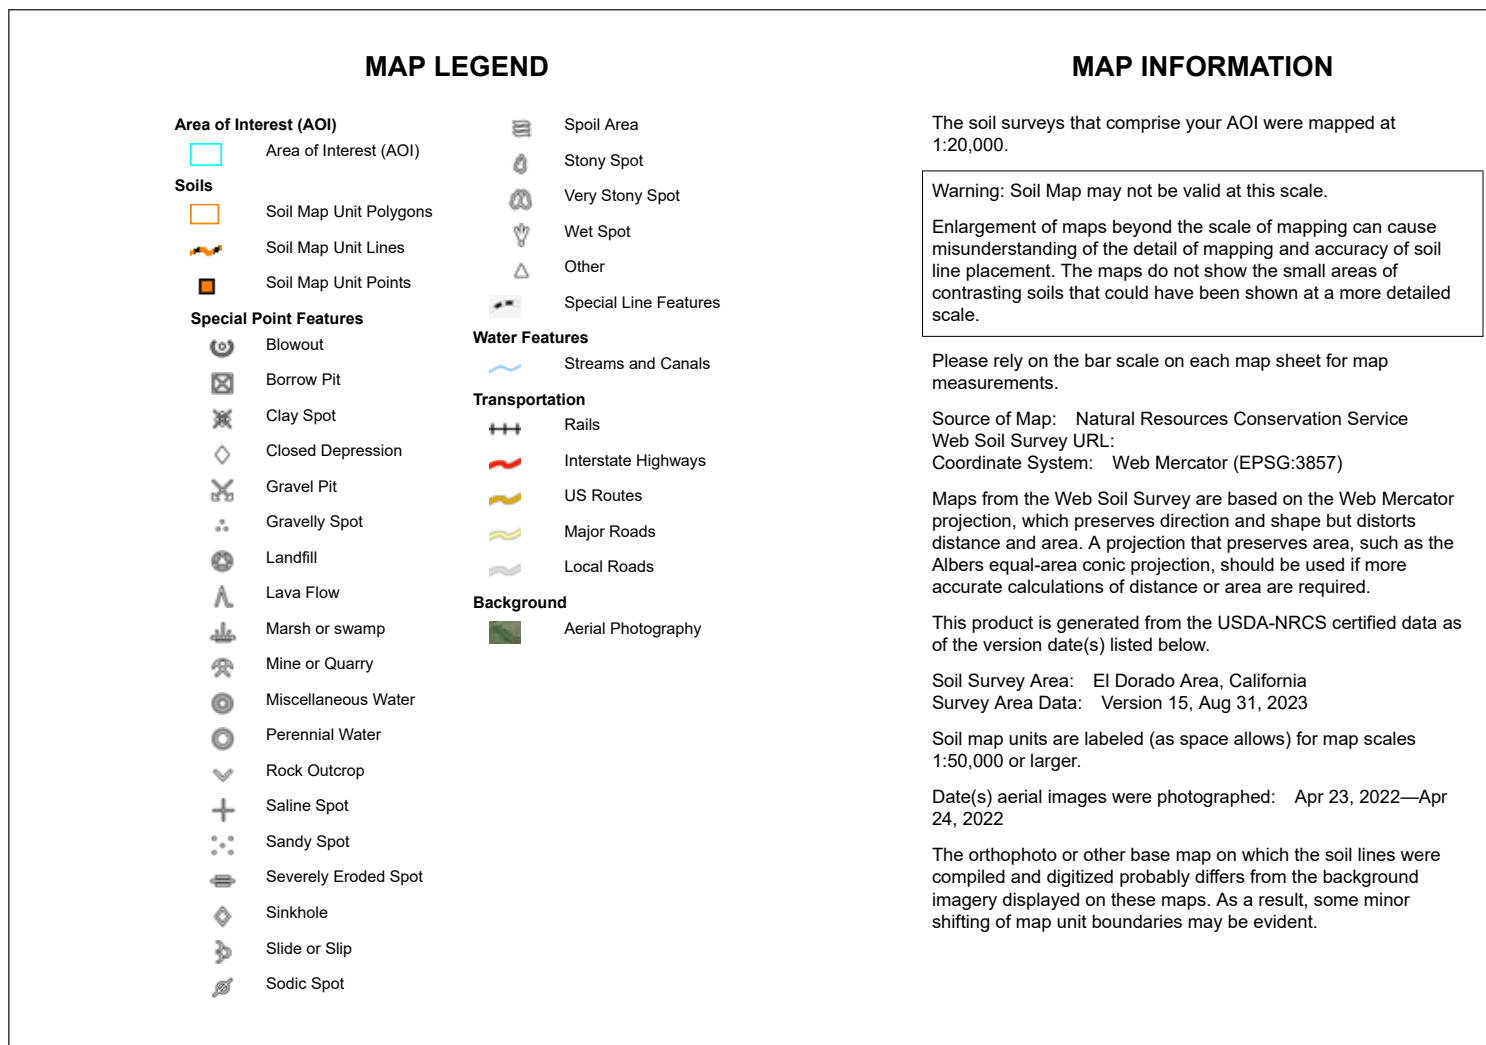 MAP LEGEND
Area of Interest (AOI)
Area of Interest (AOI)
Soils
Soil Map Unit Polygons
Soil Map Unit Lines
Soil Map Unit Points
Special Point Features
Blowout
Borrow Pit
Clay Spot
Closed Depression
Gravel Pit
Gravelly Spot
Landfill
Lava Flow
Marsh or swamp
Mine or Quarry
Miscellaneous Water
Perennial Water
Rock Outcrop
Saline Spot
Sandy Spot
Severely Eroded Spot
Sinkhole
Slide or Slip
Sodic Spot
Spoil Area
Stony Spot
Very Stony Spot
Wet Spot
Other
Special Line Features
Water Features
Streams and Canals
Transportation
Rails
Interstate Highways
US Routes
Major Roads
Local Roads
Background
Aerial Photography
MAP INFORMATION
The soil surveys that comprise your AOI were mapped at
1:20,000.
Warning: Soil Map may not be valid at this scale.
Enlargement of maps beyond the scale of mapping can cause
misunderstanding of the detail of mapping and accuracy of soil
line placement. The maps do not show the small areas of
contrasting soils that could have been shown at a more detailed
scale.
Please rely on the bar scale on each map sheet for map
measurements.
Source of Map: Natural Resources Conservation Service
Web Soil Survey URL:
Coordinate System: Web Mercator (EPSG:3857)
Maps from the Web Soil Survey are based on the Web Mercator
projection, which preserves direction and shape but distorts
distance and area. A projection that preserves area, such as the
Albers equal-area conic projection, should be used if more
accurate calculations of distance or area are required.
This product is generated from the USDA-NRCS certified data as
of the version date(s) listed below.
Soil Survey Area: El Dorado Area, California
Survey Area Data: Version 15, Aug 31, 2023
Soil map units are labeled (as space allows) for map scales
1:50,000 or larger.
Date(s) aerial images were photographed: Apr 23, 2022—Apr
24, 2022
The orthophoto or other base map on which the soil lines were
compiled and digitized probably differs from the background
imagery displayed on these maps. As a result, some minor
shifting of map unit boundaries may be evident.